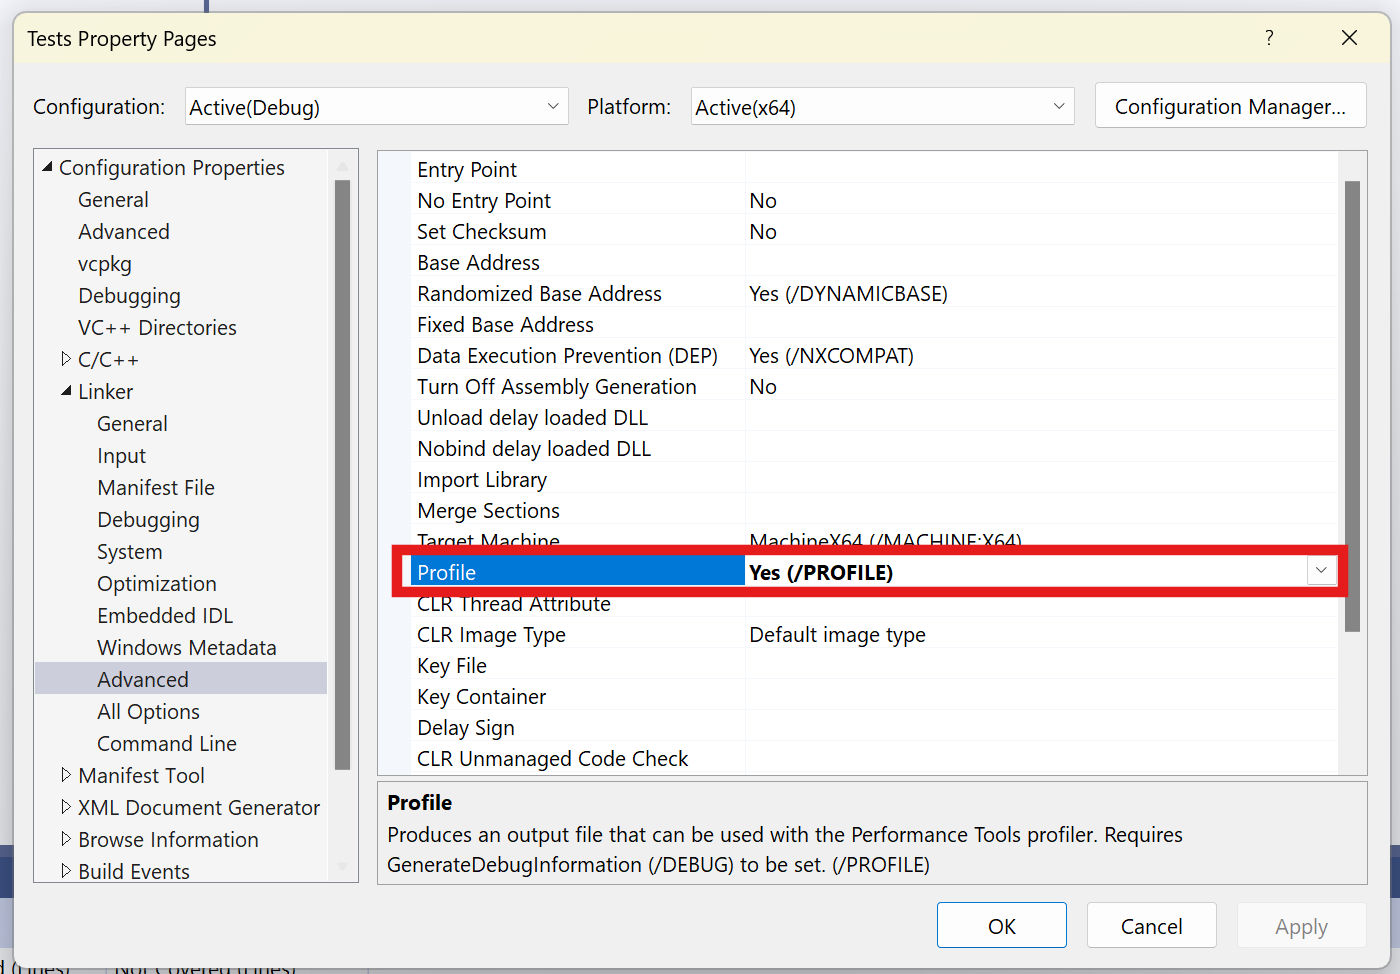 Tests Property Pages
?
Configuration: Active(Debug) Platform: Active(x64) Configuration Manager...
Configuration Properties
General
Advanced
vcpkg
Debugging
VC++ Directories
C/C++
Linker
General
Input
Manifest File
Debugging
System
Optimization
Embedded IDL
Windows Metadata
Advanced
All Options
Command Line
Manifest Tool
XML Document Generator
Browse Information
Build Events
Entry Point
No Entry Point No
Set Checksum No
Base Address
Randomized Base Address Yes (/DYNAMICBASE)
Fixed Base Address
Data Execution Prevention (DEP) Yes (/NXCOMPAT)
Turn Off Assembly Generation No
Unload delay loaded DLL
Nobind delay loaded DLL
Import Library
Merge Sections
Target Machine MachineX64 (/MACHINE:X64)
Profile Yes (/PROFILE)
CLR Thread Attribute
CLR Image Type Default image type
Key File
Key Container
Delay Sign
CLR Unmanaged Code Check
Profile
Produces an output file that can be used with the Performance Tools profiler. Requires
GenerateDebugInformation (/DEBUG) to be set. (/PROFILE)
OK Cancel Apply
(Lines) Not Covered (Lines)